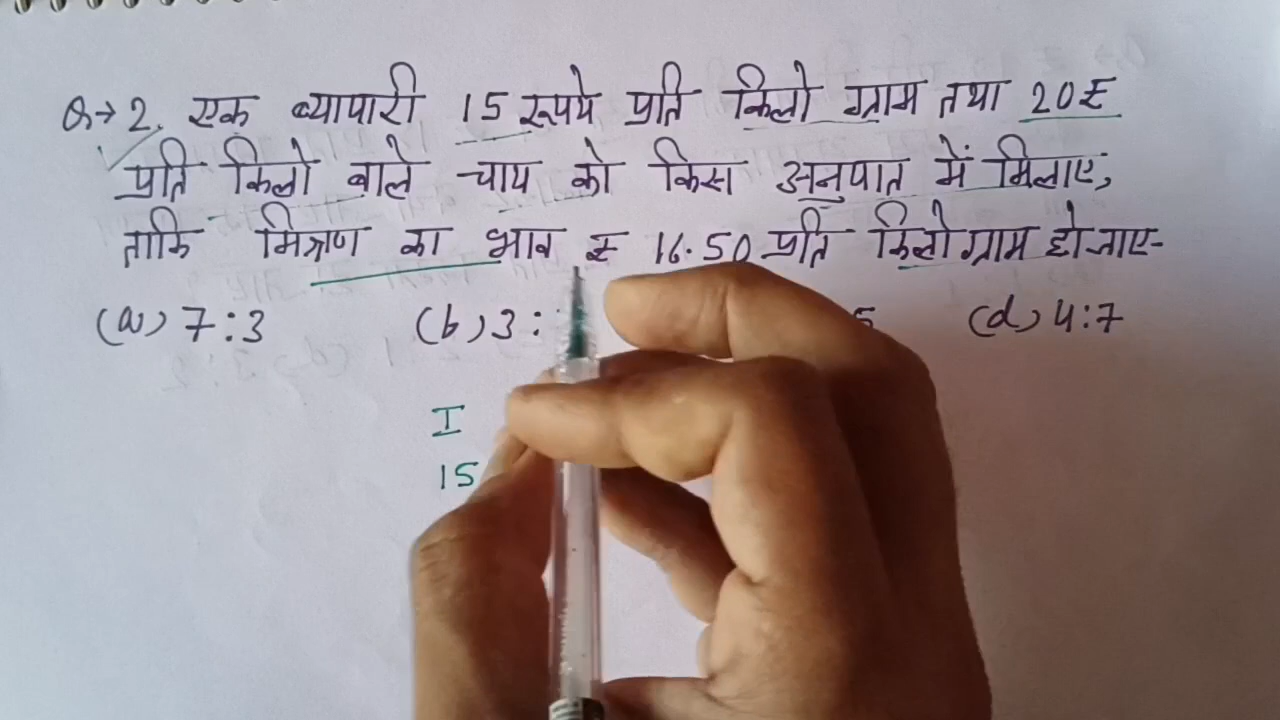 Q→2. एक व्यापारी 15 रूपये प्रति किलो ग्राम तथा 20₹
प्रति किलो वाले चाय को किस अनुपात में मिलाए,
ताकि मिश्रण का भाव ₹ 16.50 प्रति किलो ग्राम हो जाए-
(a) 7:3 (b) 3: 5 (d) 4:7
I
15